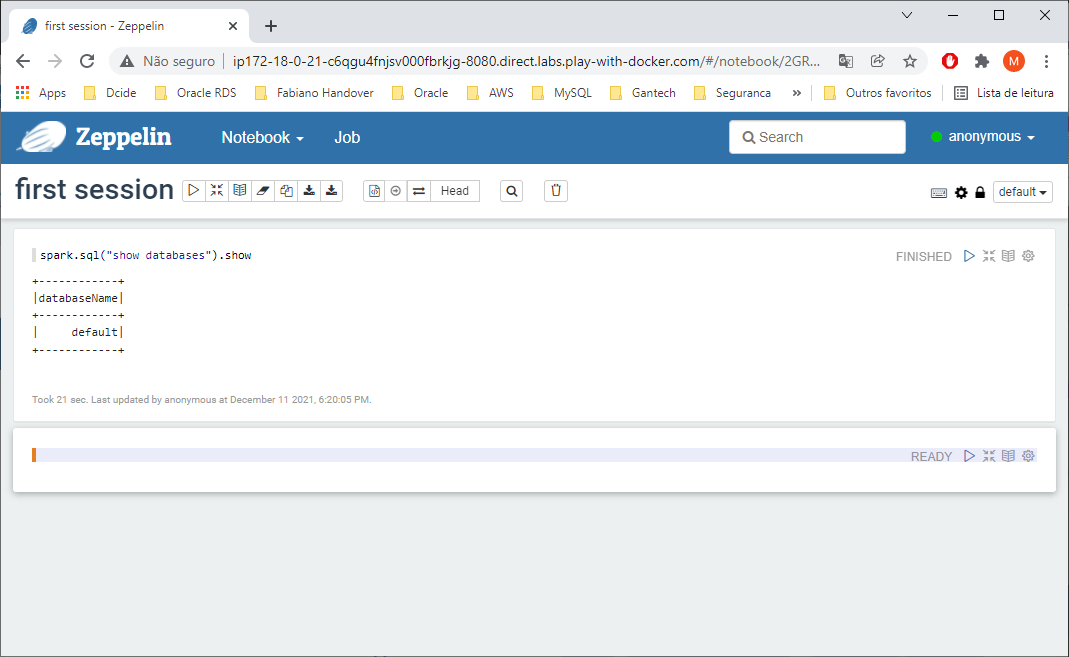 first session - Zeppelin
Não seguro | ip172-18-0-21-c6qgu4fnjsv000fbrkjg-8080.direct.labs.play-with-docker.com/#/notebook/2GR... M
Apps Dcide Oracle RDS Fabiano Handover Oracle AWS MySQL Gantech Seguranca » Outros favoritos Lista de leitura
Zeppelin Notebook Job Search anonymous
first session Head default
spark.sql("show databases").show FINISHED
+------------+
|databaseName|
+------------+
|     default|
+------------+
Took 21 sec. Last updated by anonymous at December 11 2021, 6:20:05 PM.
READY